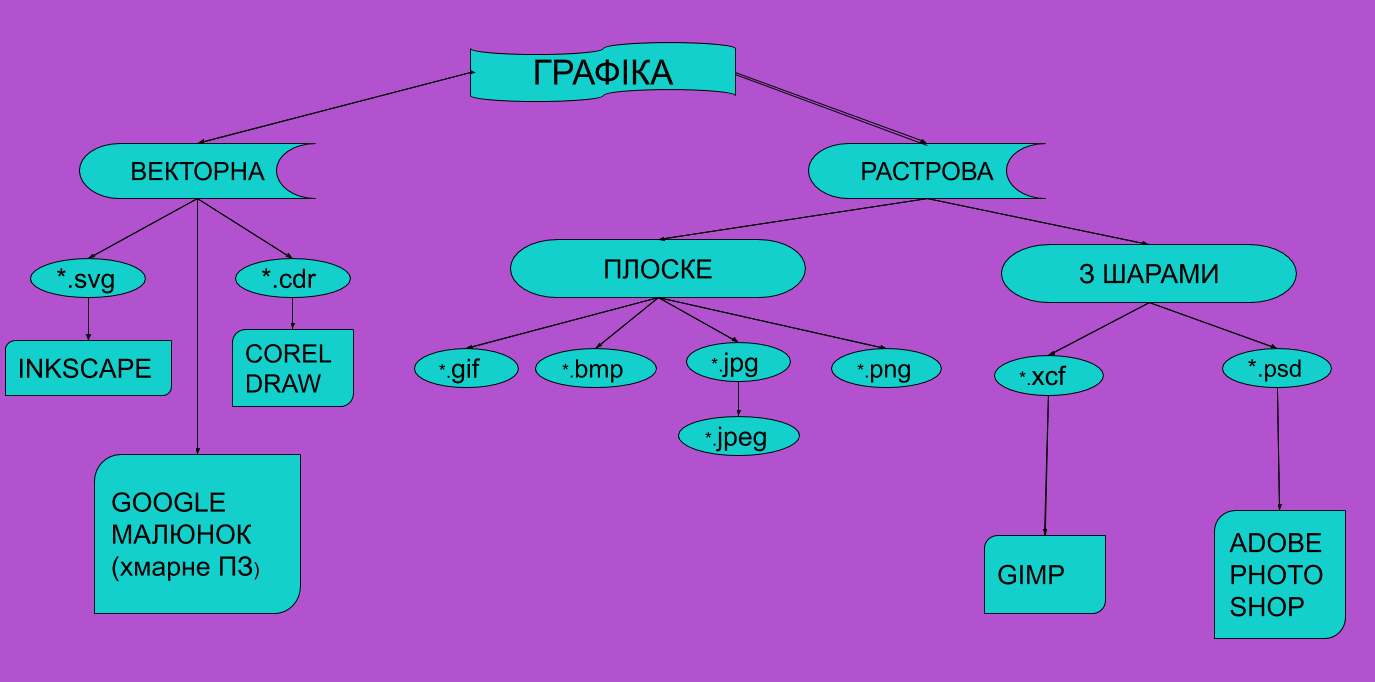 ГРАФІКА
ВЕКТОРНА
РАСТРОВА
ПЛОСКЕ
З ШАРАМИ
*.svg
*.cdr
*.gif
*.bmp
*.jpg
*.png
*.xcf
*.psd
INKSCAPE
COREL
DRAW
*.jpeg
GOOGLE
МАЛЮНОК
(хмарне ПЗ)
GIMP
ADOBE
PHOTO
SHOP